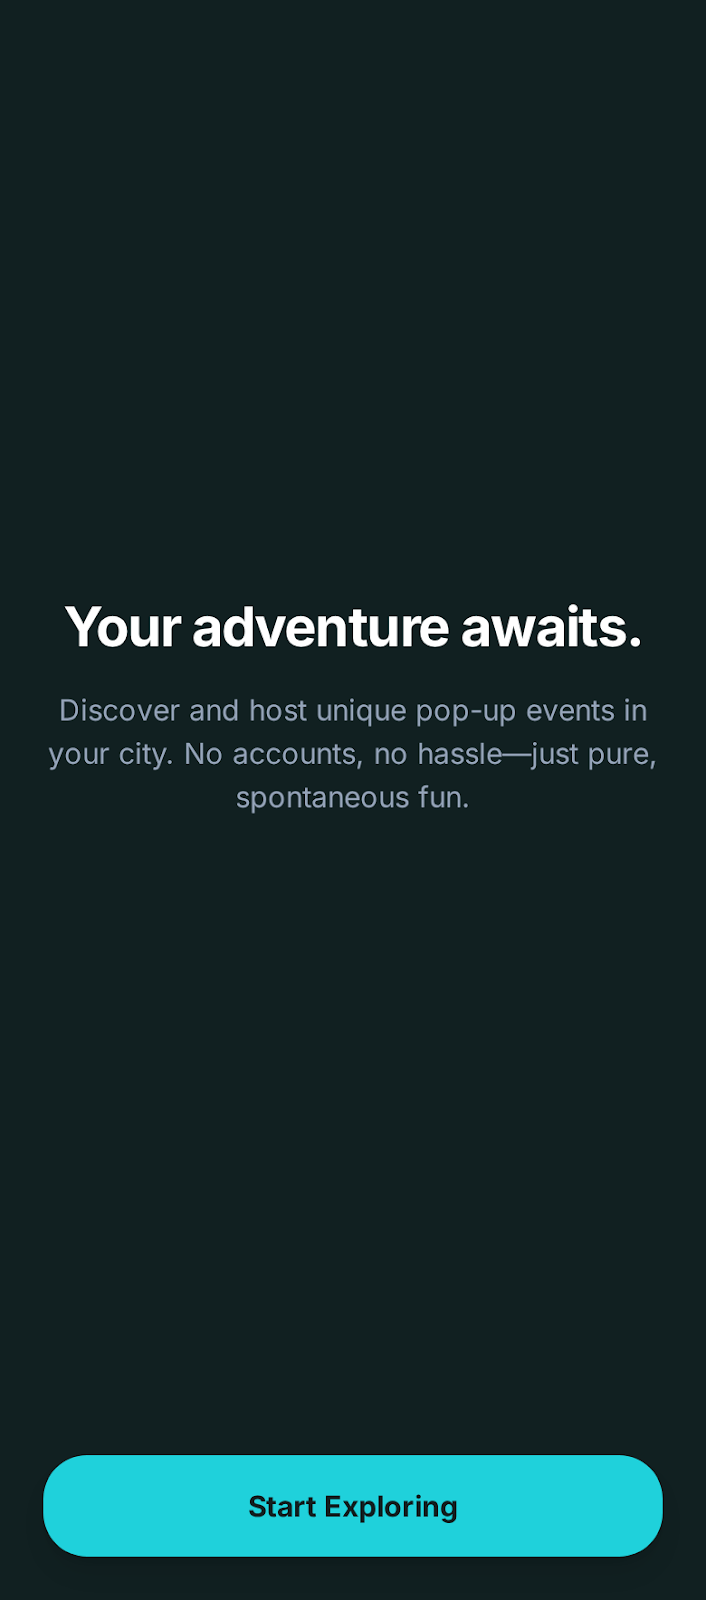 Your adventure awaits.
Discover and host unique pop-up events in
your city. No accounts, no hassle—just pure,
spontaneous fun.
Start Exploring